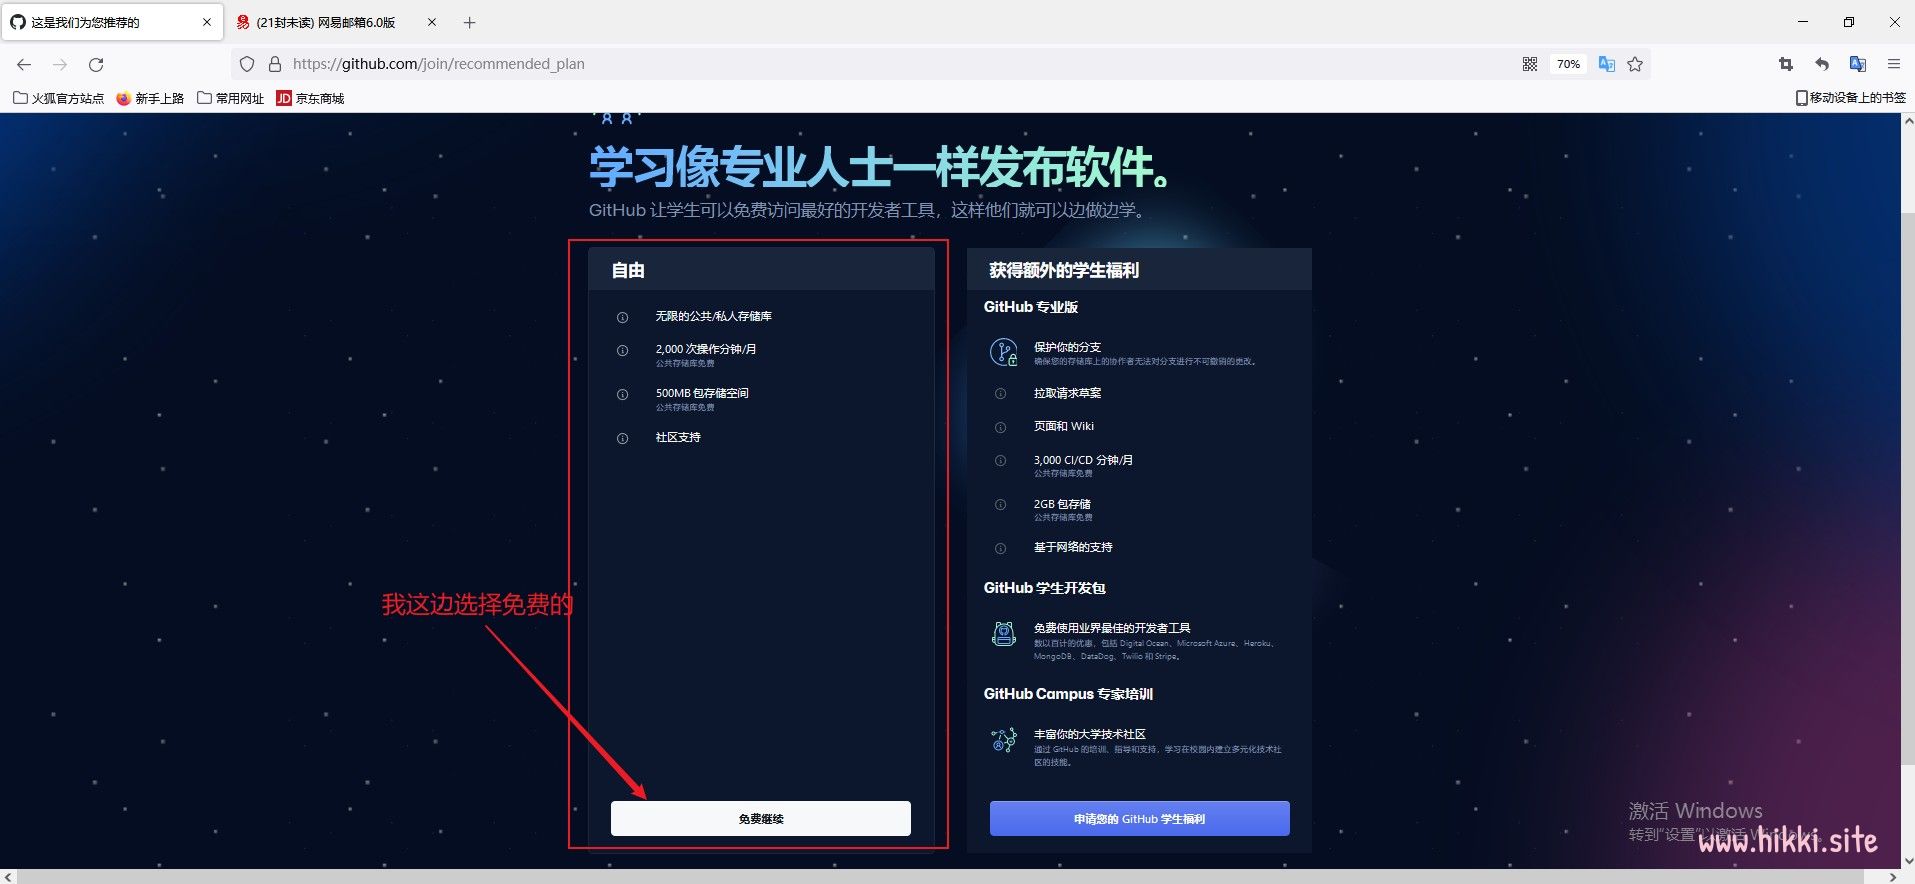 这是我们为您推荐的
(21封未读) 网易邮箱6.0版
https://github.com/join/recommended_plan
70%
火狐官方站点
新手上路
常用网址
JD 京东商城
移动设备上的书签
学习像专业人士一样发布软件。
GitHub 让学生可以免费访问最好的开发者工具，这样他们就可以边做边学。
自由
无限的公共/私人存储库
2,000 次操作分钟/月
公共存储库免费
500MB 包存储空间
公共存储库免费
社区支持
我这边选择免费的
免费继续
获得额外的学生福利
GitHub 专业版
保护你的分支
确保您的存储库上的协作者无法对分支进行不可撤销的更改。
拉取请求草案
页面和 Wiki
3,000 CI/CD 分钟/月
公共存储库免费
2GB 包存储
公共存储库免费
基于网络的支持
GitHub 学生开发包
免费使用业界最佳的开发者工具
数以百计的优惠，包括 Digital Ocean、Microsoft Azure、Heroku、
MongoDB、DataDog、Twilio 和 Stripe。
GitHub Campus 专家培训
丰富你的大学技术社区
通过 GitHub 的培训、指导和支持，学习在校园内建立多元化技术社
区的技能。
申请您的 GitHub 学生福利
激活 Windows
转到“设置”以激活 Windows。
www.hikki.site